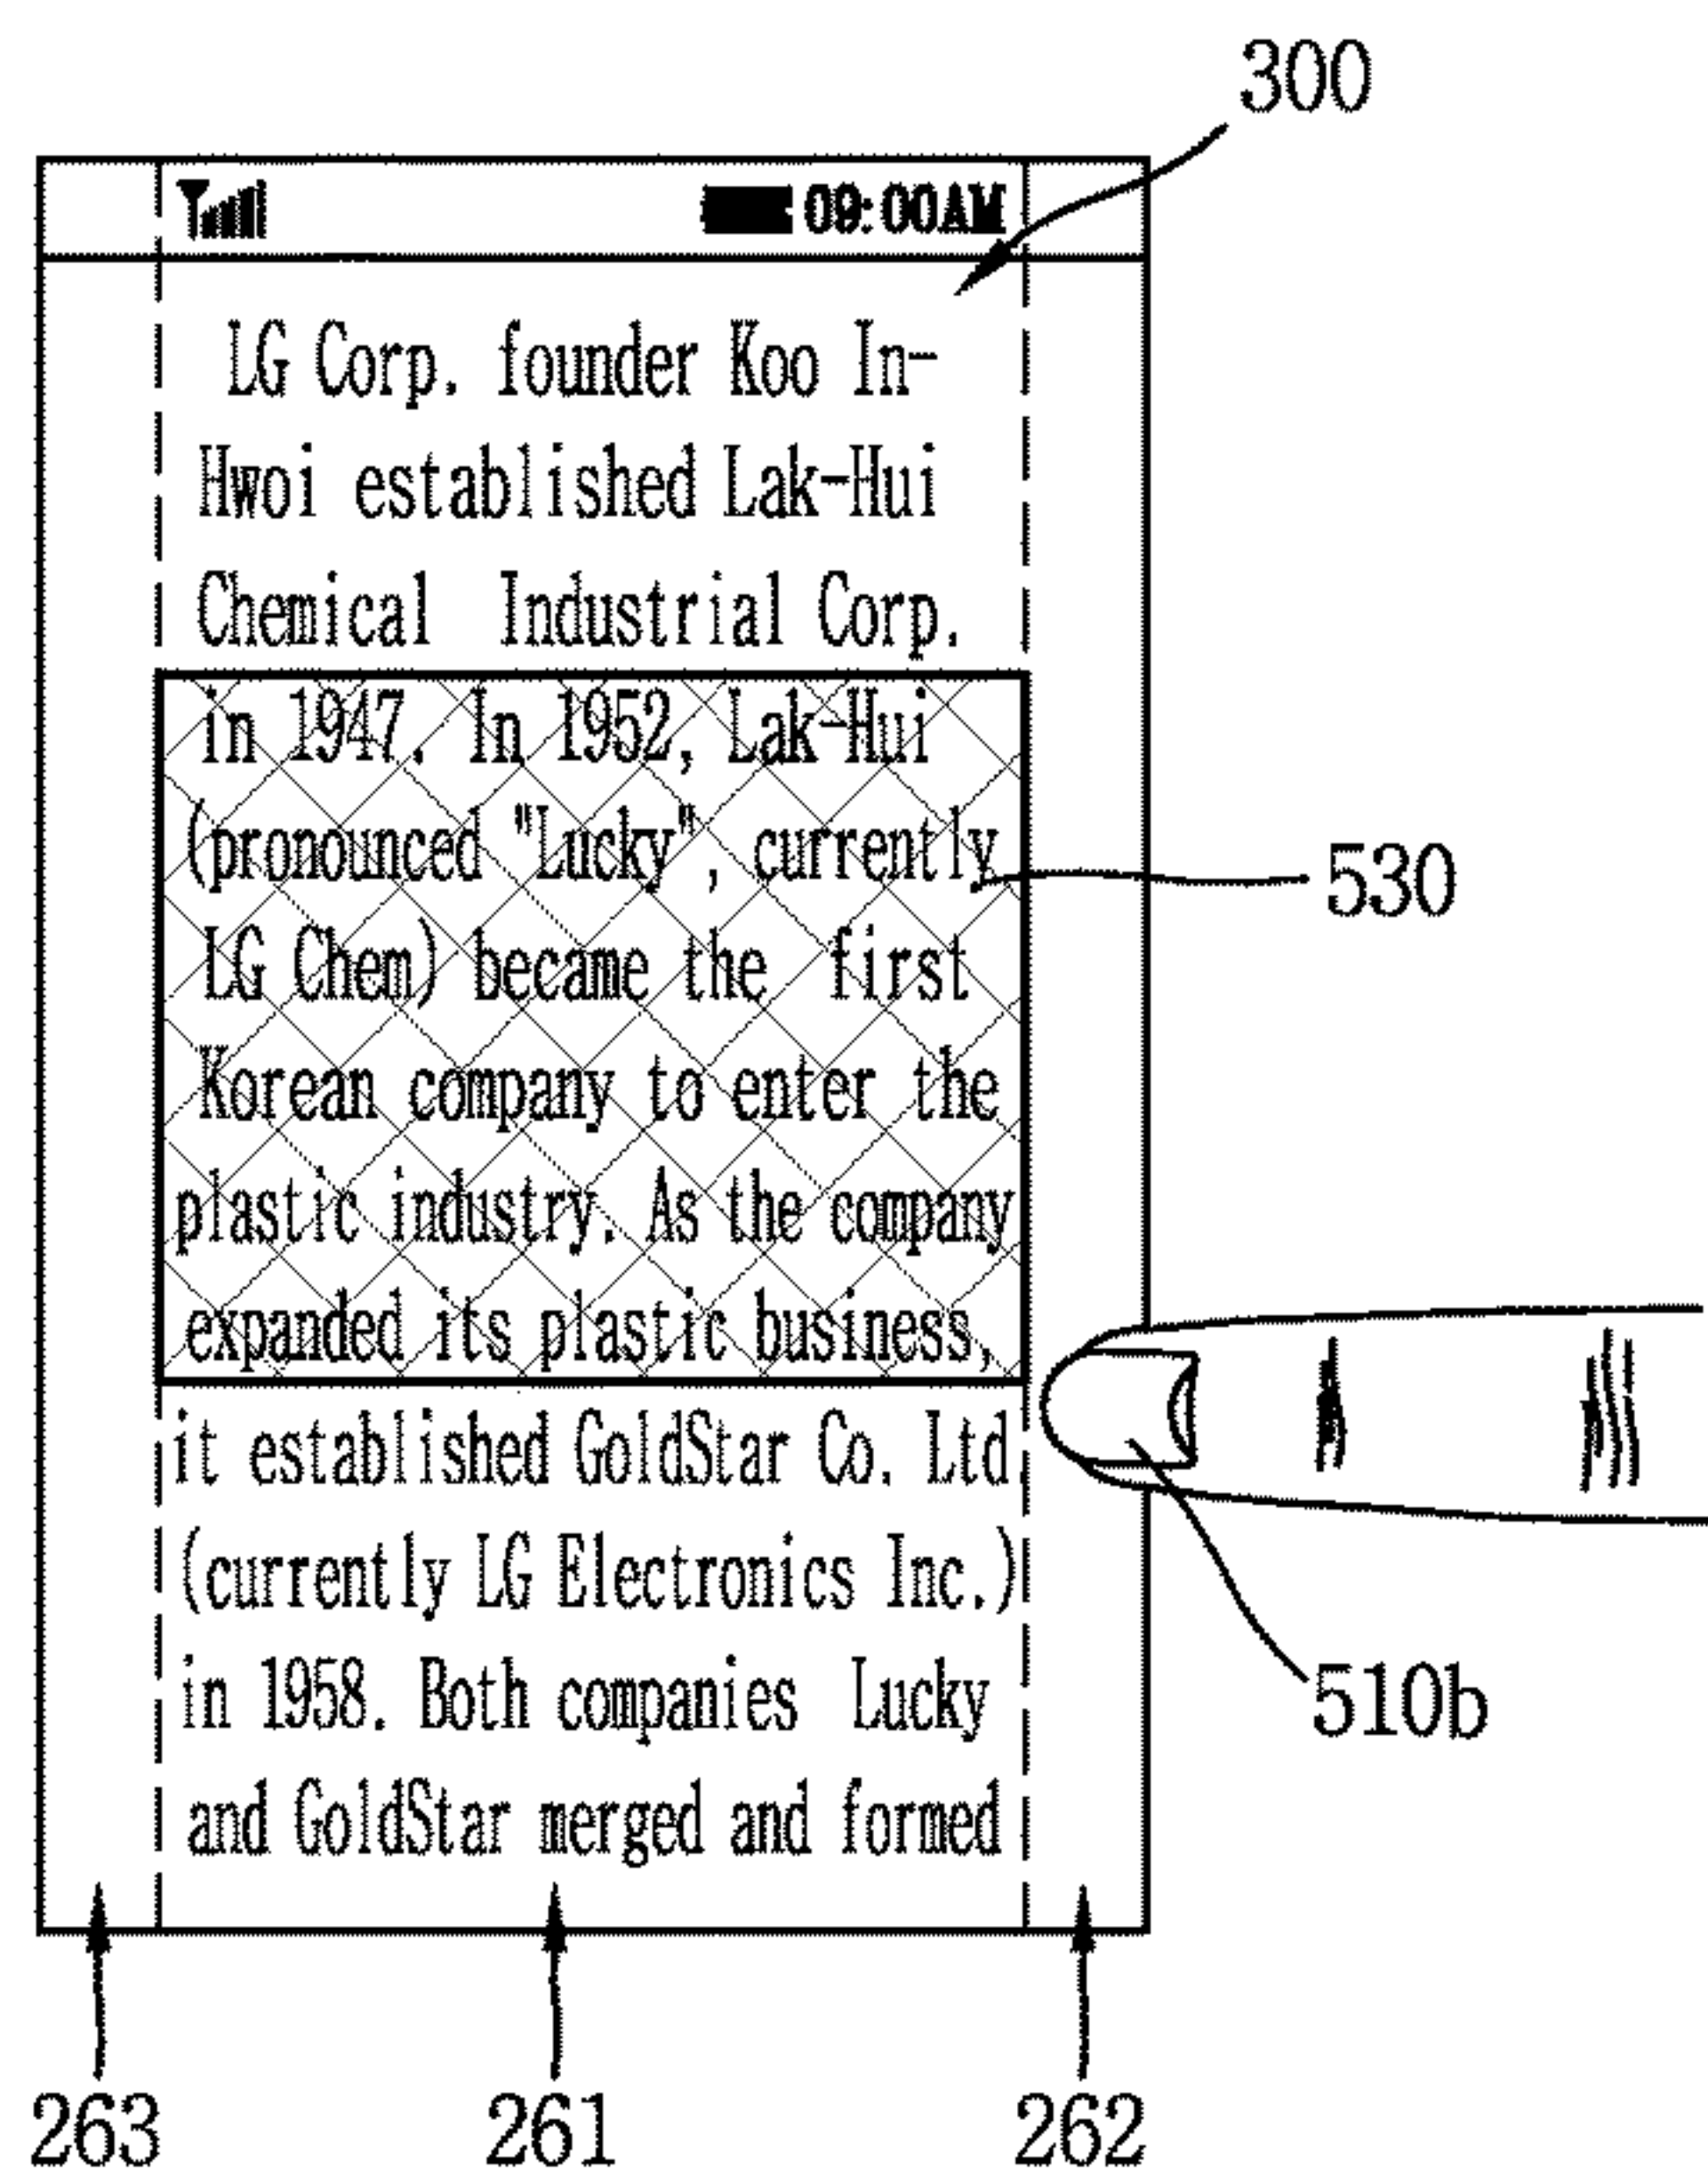 300
09:00AM
LG Corp. founder Koo In-
Hwoi established Lak-Hui
Chemical Industrial Corp.
in 1947. In 1952, Lak-Hui
(pronounced "Lucky", currently
530
LG Chem) became the first
Korean company to enter the
plastic industry. As the company
expanded its plastic business,
it established GoldStar Co. Ltd.
(currently LG Electronics Inc.)
in 1958. Both companies Lucky
510b
and GoldStar merged and formed
263 261 262